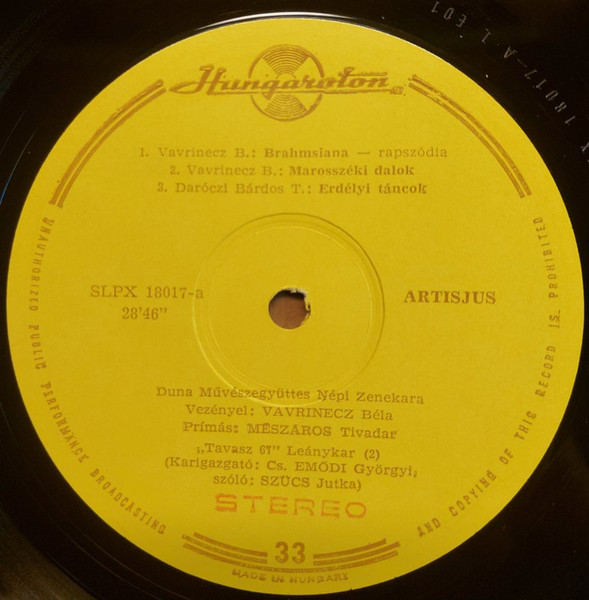 Hungaroton
1. Vavrinecz B.: Brahmsiana — rapszódia
2. Vavrinecz B.: Marosszéki dalok
3. Daróczi Bárdos T.: Erdélyi táncok
SLPX 18017-a
28'46"
ARTISJUS
Duna Művészegyüttes Népi Zenekara
Vezényel: VAVRINECZ Béla
Prímás: MÉSZÁROS Tivadar
„Tavasz 67" Leánykar (2)
(Karigazgató: Cs. EMŐDI Györgyi,
szóló: SZŰCS Jutka)
STEREO
33
MADE IN HUNGARY
UNAUTHORIZED PUBLIC PERFORMANCE BROADCASTING
AND COPYING OF THIS RECORD IS PROHIBITED
18017-A